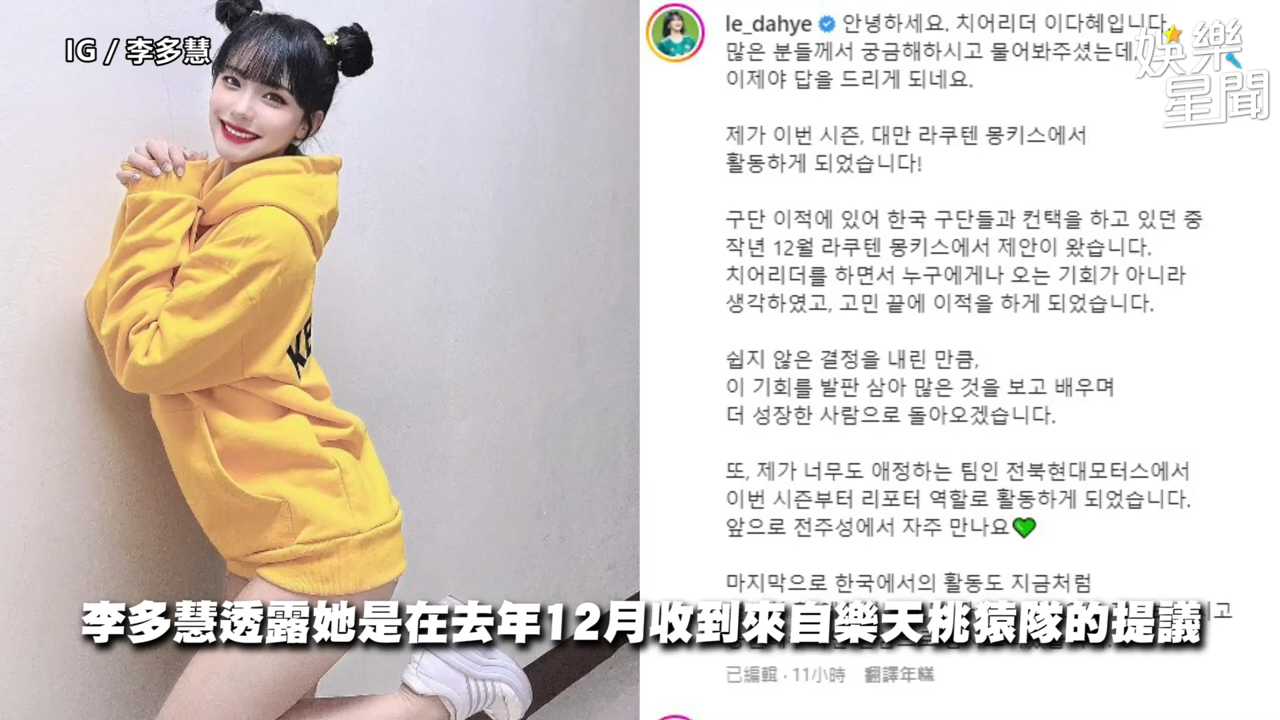 IG / 李多慧
le_dahye 안녕하세요. 치어리더 이다혜입니다
많은 분들께서 궁금해하시고 물어봐주셨는데,
이제야 답을 드리게 되네요.
娛樂
星聞
제가 이번 시즌, 대만 라쿠텐 몽키스에서
활동하게 되었습니다!
구단 이적에 있어 한국 구단들과 컨택을 하고 있던 중
작년 12월 라쿠텐 몽키스에서 제안이 왔습니다.
치어리더를 하면서 누구에게나 오는 기회가 아니라
생각하였고, 고민 끝에 이적을 하게 되었습니다.
쉽지 않은 결정을 내린 만큼,
이 기회를 발판 삼아 많은 것을 보고 배우며
더 성장한 사람으로 돌아오겠습니다.
또, 제가 너무도 애정하는 팀인 전북현대모터스에서
이번 시즌부터 리포터 역할로 활동하게 되었습니다.
앞으로 전주성에서 자주 만나요💚
마지막으로 한국에서의 활동도 지금처럼
李多慧透露她是在去年12月收到來自樂天桃猿隊的提議
已編輯 · 11小時 翻譯年糕